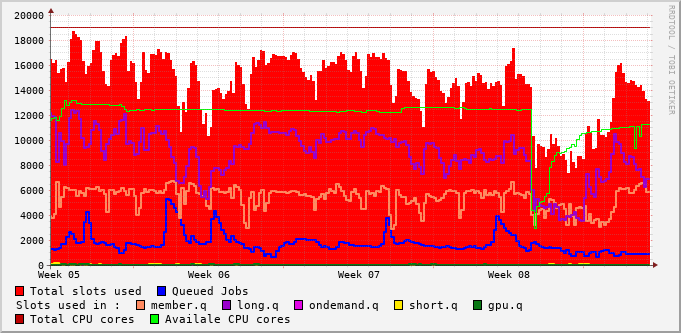 20000
18000
16000
14000
12000
10000
8000
6000
4000
2000
0
Week 05 Week 06 Week 07 Week 08
RRDTOOL / TOBI OETIKER
Total slots used Queued Jobs
Slots used in : member.q long.q ondemand.q short.q gpu.q
Total CPU cores Availale CPU cores